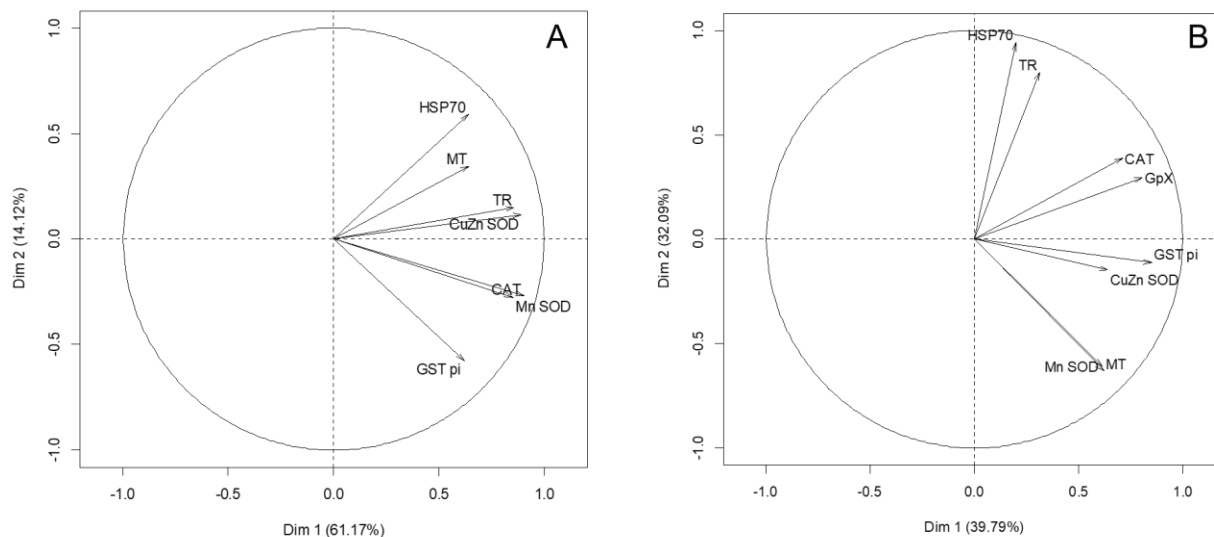 A
1.0
0.5
0.0
-0.5
-1.0
Dim 2 (14.12%)
HSP70
MT
TR
CuZn SOD
CAT
Mn SOD
GST pi
-1.0 -0.5 0.0 0.5 1.0
Dim 1 (61.17%)
B
1.0
0.5
0.0
-0.5
-1.0
Dim 2 (32.09%)
HSP70
TR
CAT
GpX
GST pi
CuZn SOD
Mn SOD MT
-1.0 -0.5 0.0 0.5 1.0
Dim 1 (39.79%)